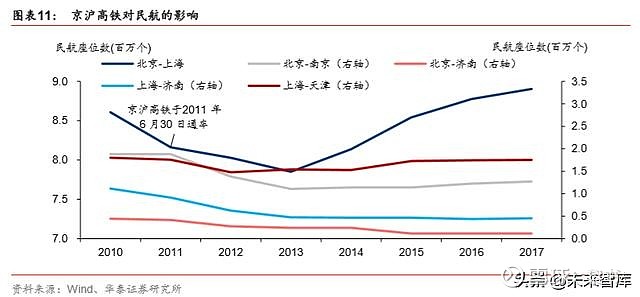 图表11： 京沪高铁对民航的影响
民航座位数(百万个)
民航座位数(百万个)
北京-上海
北京-南京（右轴）
北京-济南（右轴）
上海-济南（右轴）
上海-天津（右轴）
京沪高铁于2011 年
6 月 30 日通车
9.0
8.5
8.0
7.5
7.0
3.5
3.0
2.5
2.0
1.5
1.0
0.5
0.0
2010 2011 2012 2013 2014 2015 2016 2017
资料来源：Wind、华泰证券研究所
头条 @未来智库